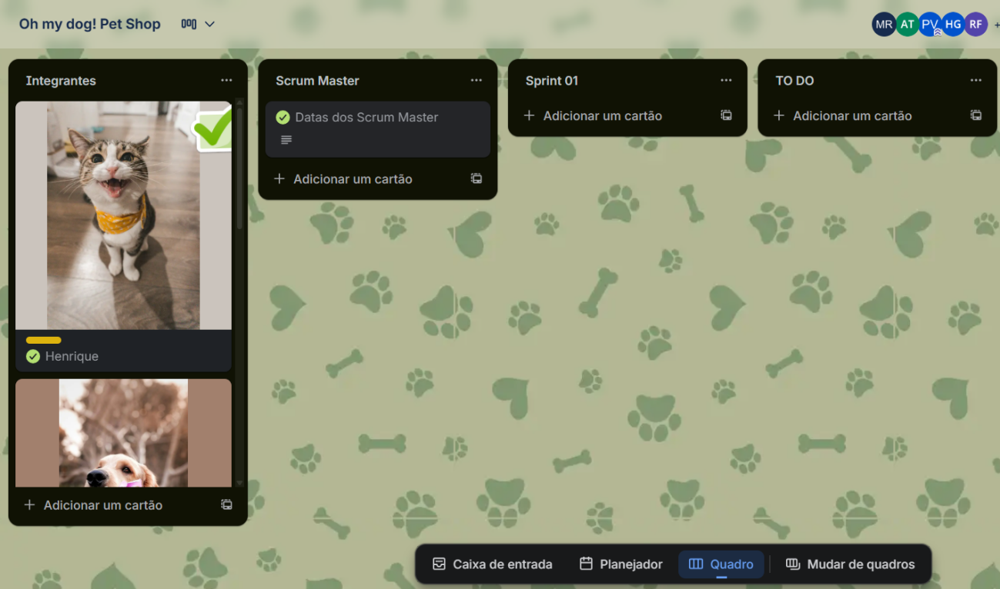 Oh my dog! Pet Shop
MR AT PV HG RF +
Integrantes
Henrique
Adicionar um cartão
Scrum Master
Datas dos Scrum Master
Adicionar um cartão
Sprint 01
Adicionar um cartão
TO DO
Adicionar um cartão
Caixa de entrada
Planejador
Quadro
Mudar de quadros